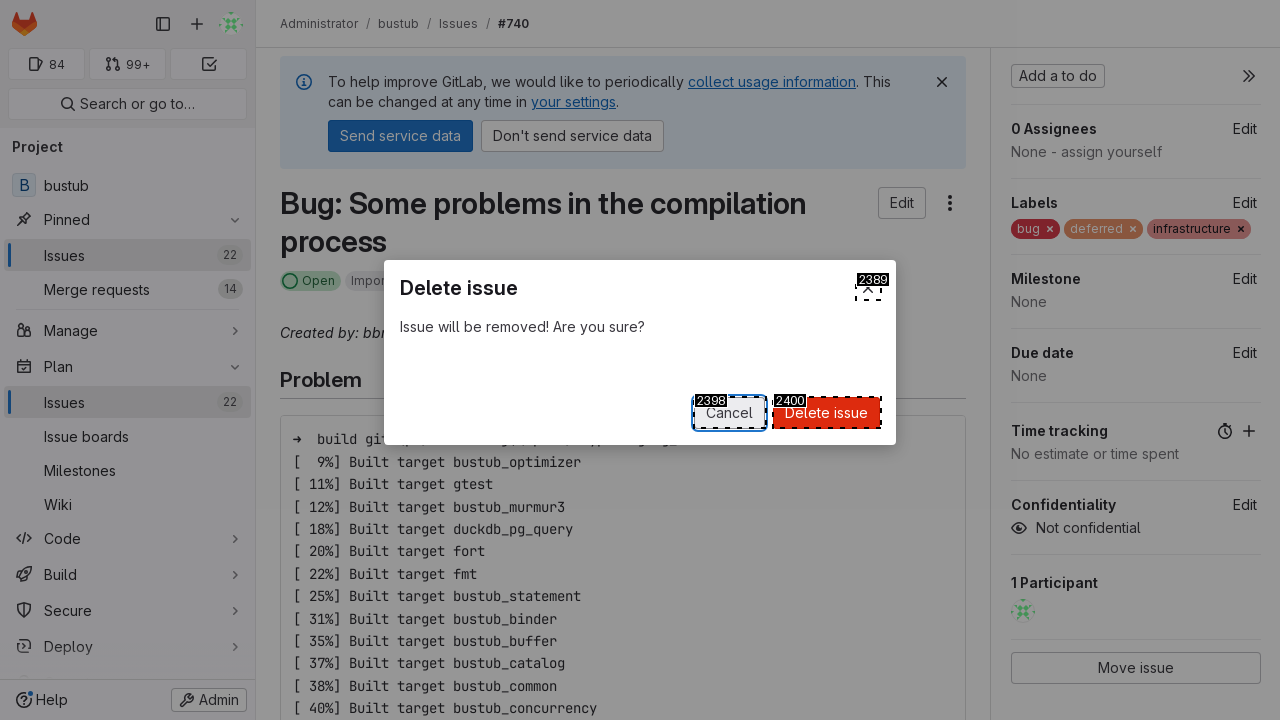 Administrator / bustub / Issues / #740
84
99+
Search or go to…
Project
B bustub
Pinned
Issues 22
Merge requests 14
Manage
Plan
Issues 22
Issue boards
Milestones
Wiki
Code
Build
Secure
Deploy
Help
Admin
To help improve GitLab, we would like to periodically collect usage information. This
can be changed at any time in your settings.
Send service data
Don't send service data
Bug: Some problems in the compilation
process
Edit
Open
Created by:
Problem
Delete issue
2389
Issue will be removed! Are you sure?
2398
Cancel
2400
Delete issue
➜ build
[ 9%] Built target bustub_optimizer
[ 11%] Built target gtest
[ 12%] Built target bustub_murmur3
[ 18%] Built target duckdb_pg_query
[ 20%] Built target fort
[ 22%] Built target fmt
[ 25%] Built target bustub_statement
[ 31%] Built target bustub_binder
[ 35%] Built target bustub_buffer
[ 37%] Built target bustub_catalog
[ 38%] Built target bustub_common
[ 40%] Built target bustub_concurrency
Add a to do
0 Assignees
Edit
None - assign yourself
Labels
Edit
bug ×
deferred ×
infrastructure ×
Milestone
Edit
None
Due date
Edit
None
Time tracking
No estimate or time spent
Confidentiality
Edit
Not confidential
1 Participant
Move issue